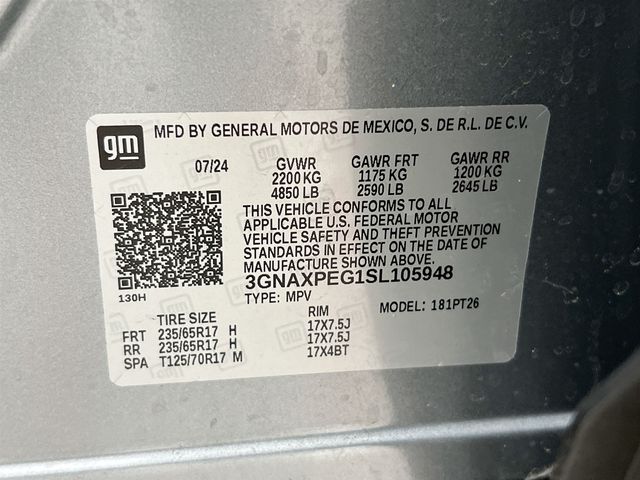 gm
MFD BY GENERAL MOTORS DE MEXICO, S. DE R.L. DE C.V.
07/24 GVWR GAWR FRT GAWR RR
2200 KG 1175 KG 1200 KG
4850 LB 2590 LB 2645 LB
THIS VEHICLE CONFORMS TO ALL
APPLICABLE U.S. FEDERAL MOTOR
VEHICLE SAFETY AND THEFT PREVENTION
STANDARDS IN EFFECT ON THE DATE OF
MANUFACTURE SHOWN ABOVE.
3GNAXPEG1SL105948
130H
TYPE: MPV MODEL: 181PT26
TIRE SIZE RIM
FRT 235/65R17 H 17X7.5J
RR 235/65R17 H 17X7.5J
SPA T125/70R17 M 17X4BT